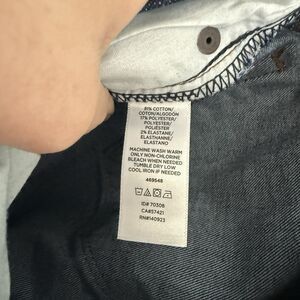 81% COTTON/
COTON/ALGODÓN
17% POLYESTER/
POLYESTER/
POLIÉSTER
2% ELASTANE/
ELASTHANNE/
ELASTANO
MACHINE WASH WARM
ONLY NON-CHLORINE
BLEACH WHEN NEEDED
TUMBLE DRY LOW
COOL IRON IF NEEDED
469548
ID# 70308
CA#57421
RN#140923